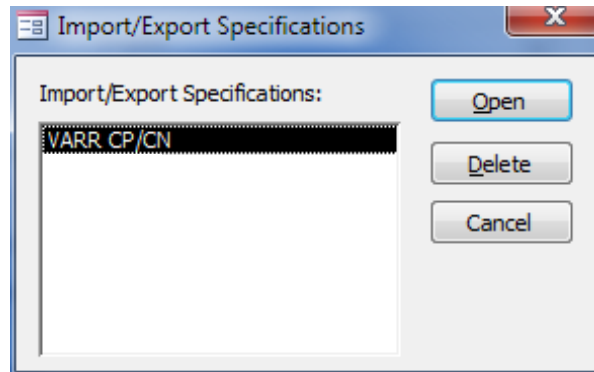 Import/Export Specifications
Import/Export Specifications:
VARR CP/CN
Open
Delete
Cancel